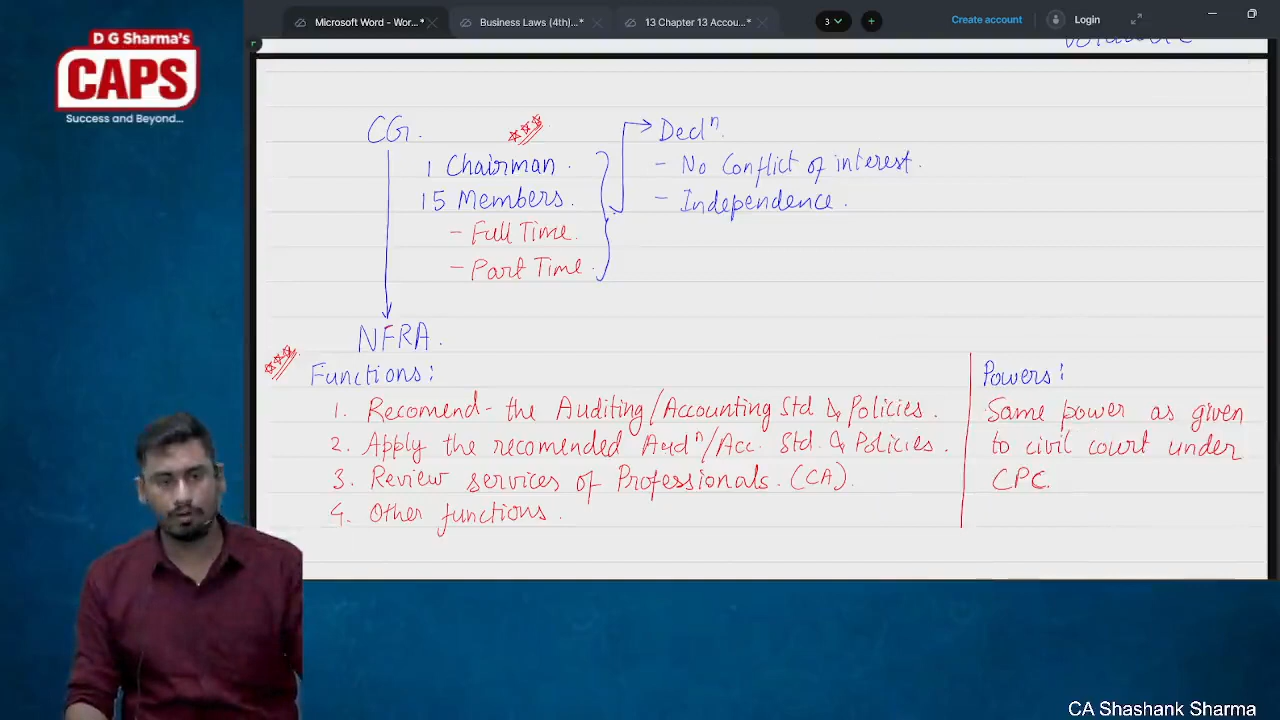 D G Sharma's
CAPS
Success and Beyond...
Microsoft Word - Wor...*
Business Laws (4th)...*
13 Chapter 13 Accou...*
3
Create account
Login
CG.
1 Chairman.
15 Members.
- Full Time.
- Part Time.
Declⁿ.
- No Conflict of interest.
- Independence.
NFRA.
Functions:
1. Recomend - the Auditing/Accounting Std & Policies.
2. Apply the recomended Audⁿ/Acc. Std. & Policies.
3. Review services of Professionals. (CA).
4. Other functions.
Powers:
Same power as given
to civil court under
CPC.
CA Shashank Sharma